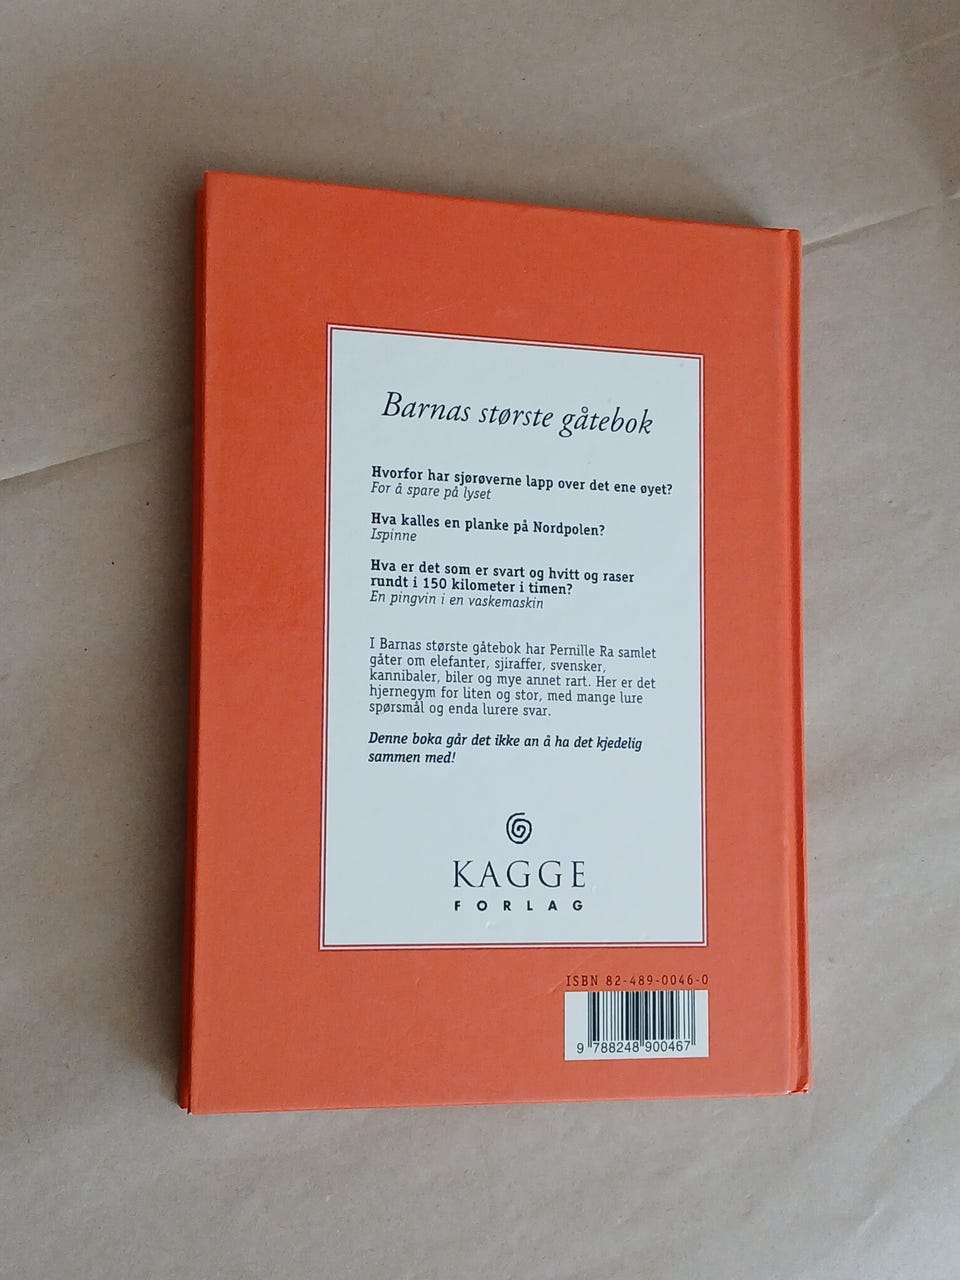 Barnas største gåtebok
Hvorfor har sjørøverne lapp over det ene øyet?
For å spare på lyset
Hva kalles en planke på Nordpolen?
Ispinne
Hva er det som er svart og hvitt og raser
rundt i 150 kilometer i timen?
En pingvin i en vaskemaskin
I Barnas største gåtebok har Pernille Ra samlet
gåter om elefanter, sjiraffer, svensker,
kannibaler, biler og mye annet rart. Her er det
hjernegym for liten og stor, med mange lure
spørsmål og enda lurere svar.
Denne boka går det ikke an å ha det kjedelig
sammen med!
KAGGE
FORLAG
ISBN 82-489-0046-0
9 788248 900467